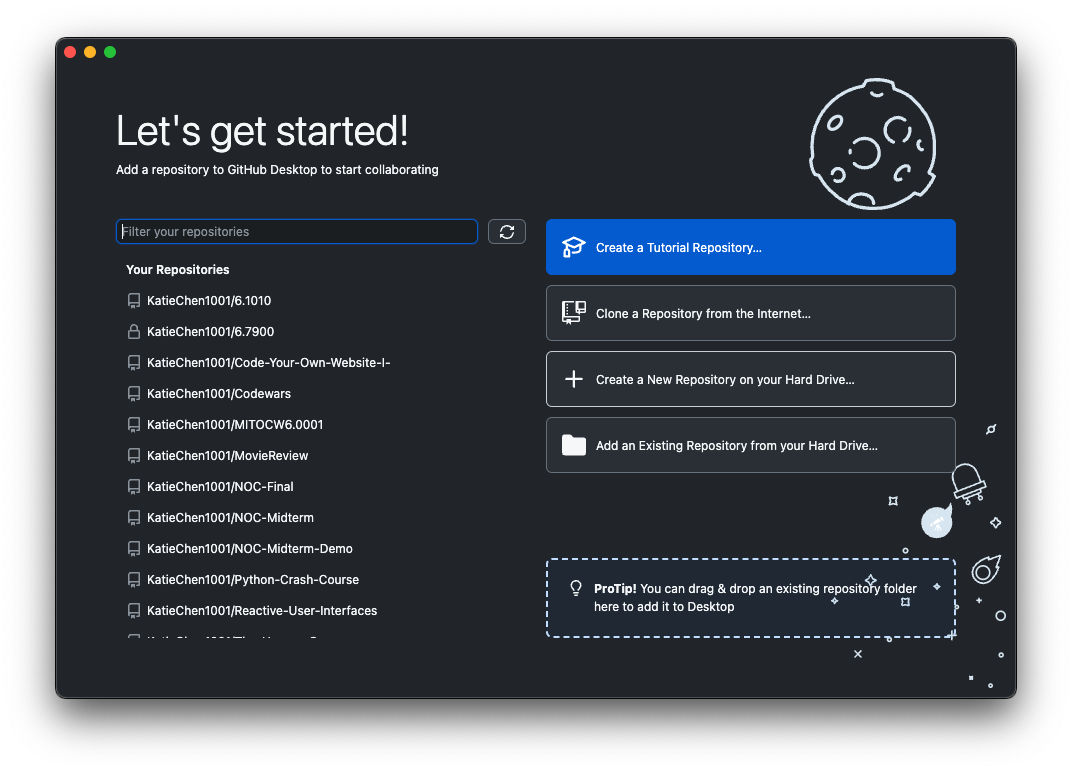 Let's get started!
Add a repository to GitHub Desktop to start collaborating
Filter your repositories
Your Repositories
KatieChen1001/6.1010
KatieChen1001/6.7900
KatieChen1001/Code-Your-Own-Website-I-
KatieChen1001/Codewars
KatieChen1001/MITOCW6.0001
KatieChen1001/MovieReview
KatieChen1001/NOC-Final
KatieChen1001/NOC-Midterm
KatieChen1001/NOC-Midterm-Demo
KatieChen1001/Python-Crash-Course
KatieChen1001/Reactive-User-Interfaces
Create a Tutorial Repository...
Clone a Repository from the Internet...
Create a New Repository on your Hard Drive...
Add an Existing Repository from your Hard Drive...
ProTip! You can drag & drop an existing repository folder
here to add it to Desktop